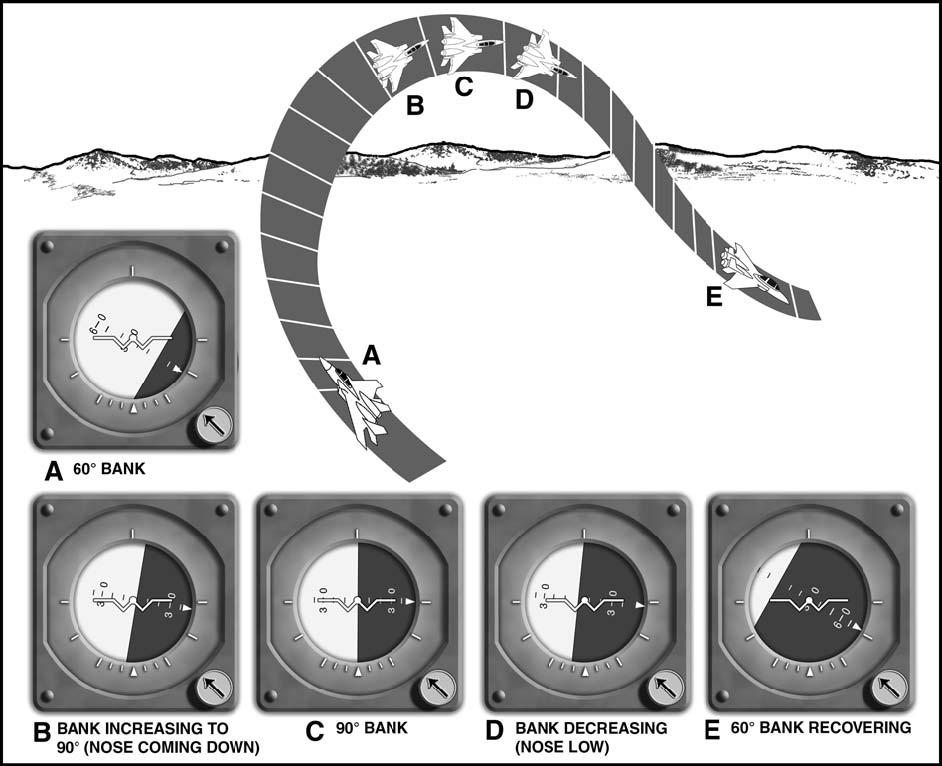 B
C
D
E
A
A 60° BANK
B BANK INCREASING TO
90° (NOSE COMING DOWN)
C 90° BANK
D BANK DECREASING
(NOSE LOW)
E 60° BANK RECOVERING